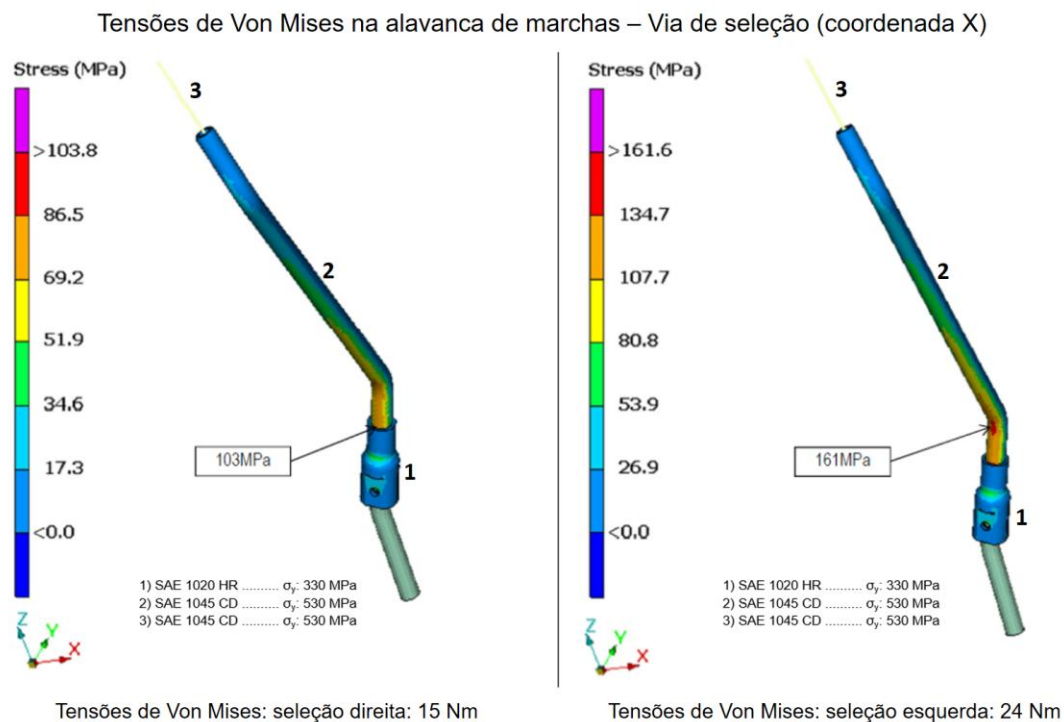 Tensões de Von Mises na alavanca de marchas – Via de seleção (coordenada X)
Stress (MPa)
>103.8
86.5
69.2
51.9
34.6
17.3
<0.0
3
2
103MPa
1
1) SAE 1020 HR .......... σy: 330 MPa
2) SAE 1045 CD .......... σy: 530 MPa
3) SAE 1045 CD .......... σy: 530 MPa
Z
Y
X
Tensões de Von Mises: seleção direita: 15 Nm
Stress (MPa)
>161.6
134.7
107.7
80.8
53.9
26.9
<0.0
3
2
161MPa
1
1) SAE 1020 HR .......... σy: 330 MPa
2) SAE 1045 CD .......... σy: 530 MPa
3) SAE 1045 CD .......... σy: 530 MPa
Z
Y
X
Tensões de Von Mises: seleção esquerda: 24 Nm